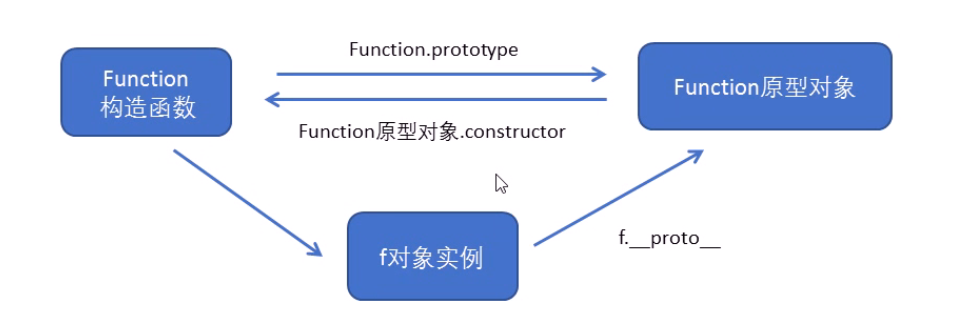 Function.prototype
Function
构造函数
Function原型对象
Function原型对象.constructor
f对象实例
f.__proto__